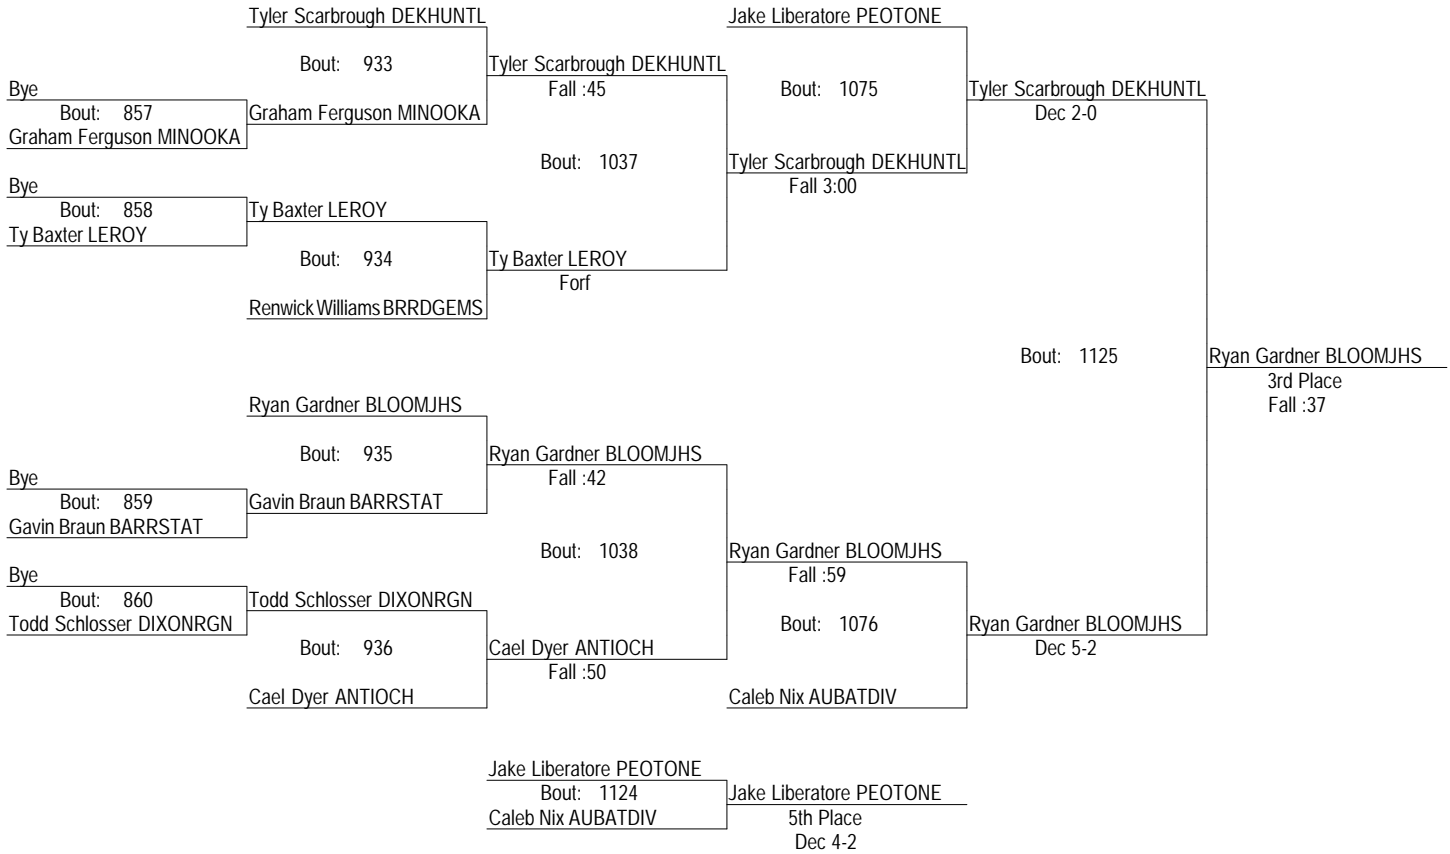 Tyler Scarbrough DEKHUNTL
Jake Liberatore PEOTONE
Bout: 933
Tyler Scarbrough DEKHUNTL
Fall :45
Bye
Bout: 857
Graham Ferguson MINOOKA
Graham Ferguson MINOOKA
Bout: 1075
Tyler Scarbrough DEKHUNTL
Dec 2-0
Bout: 1037
Tyler Scarbrough DEKHUNTL
Fall 3:00
Bye
Bout: 858
Ty Baxter LEROY
Ty Baxter LEROY
Bout: 934
Ty Baxter LEROY
Forf
Renwick Williams BRRDGEMS
Bout: 1125
Ryan Gardner BLOOMJHS
3rd Place
Fall :37
Ryan Gardner BLOOMJHS
Bout: 935
Ryan Gardner BLOOMJHS
Fall :42
Bye
Bout: 859
Gavin Braun BARRSTAT
Gavin Braun BARRSTAT
Bout: 1038
Ryan Gardner BLOOMJHS
Fall :59
Bye
Bout: 860
Todd Schlosser DIXONRGN
Todd Schlosser DIXONRGN
Bout: 1076
Ryan Gardner BLOOMJHS
Dec 5-2
Bout: 936
Cael Dyer ANTIOCH
Fall :50
Cael Dyer ANTIOCH
Caleb Nix AUBATDIV
Jake Liberatore PEOTONE
Bout: 1124
Caleb Nix AUBATDIV
Jake Liberatore PEOTONE
5th Place
Dec 4-2